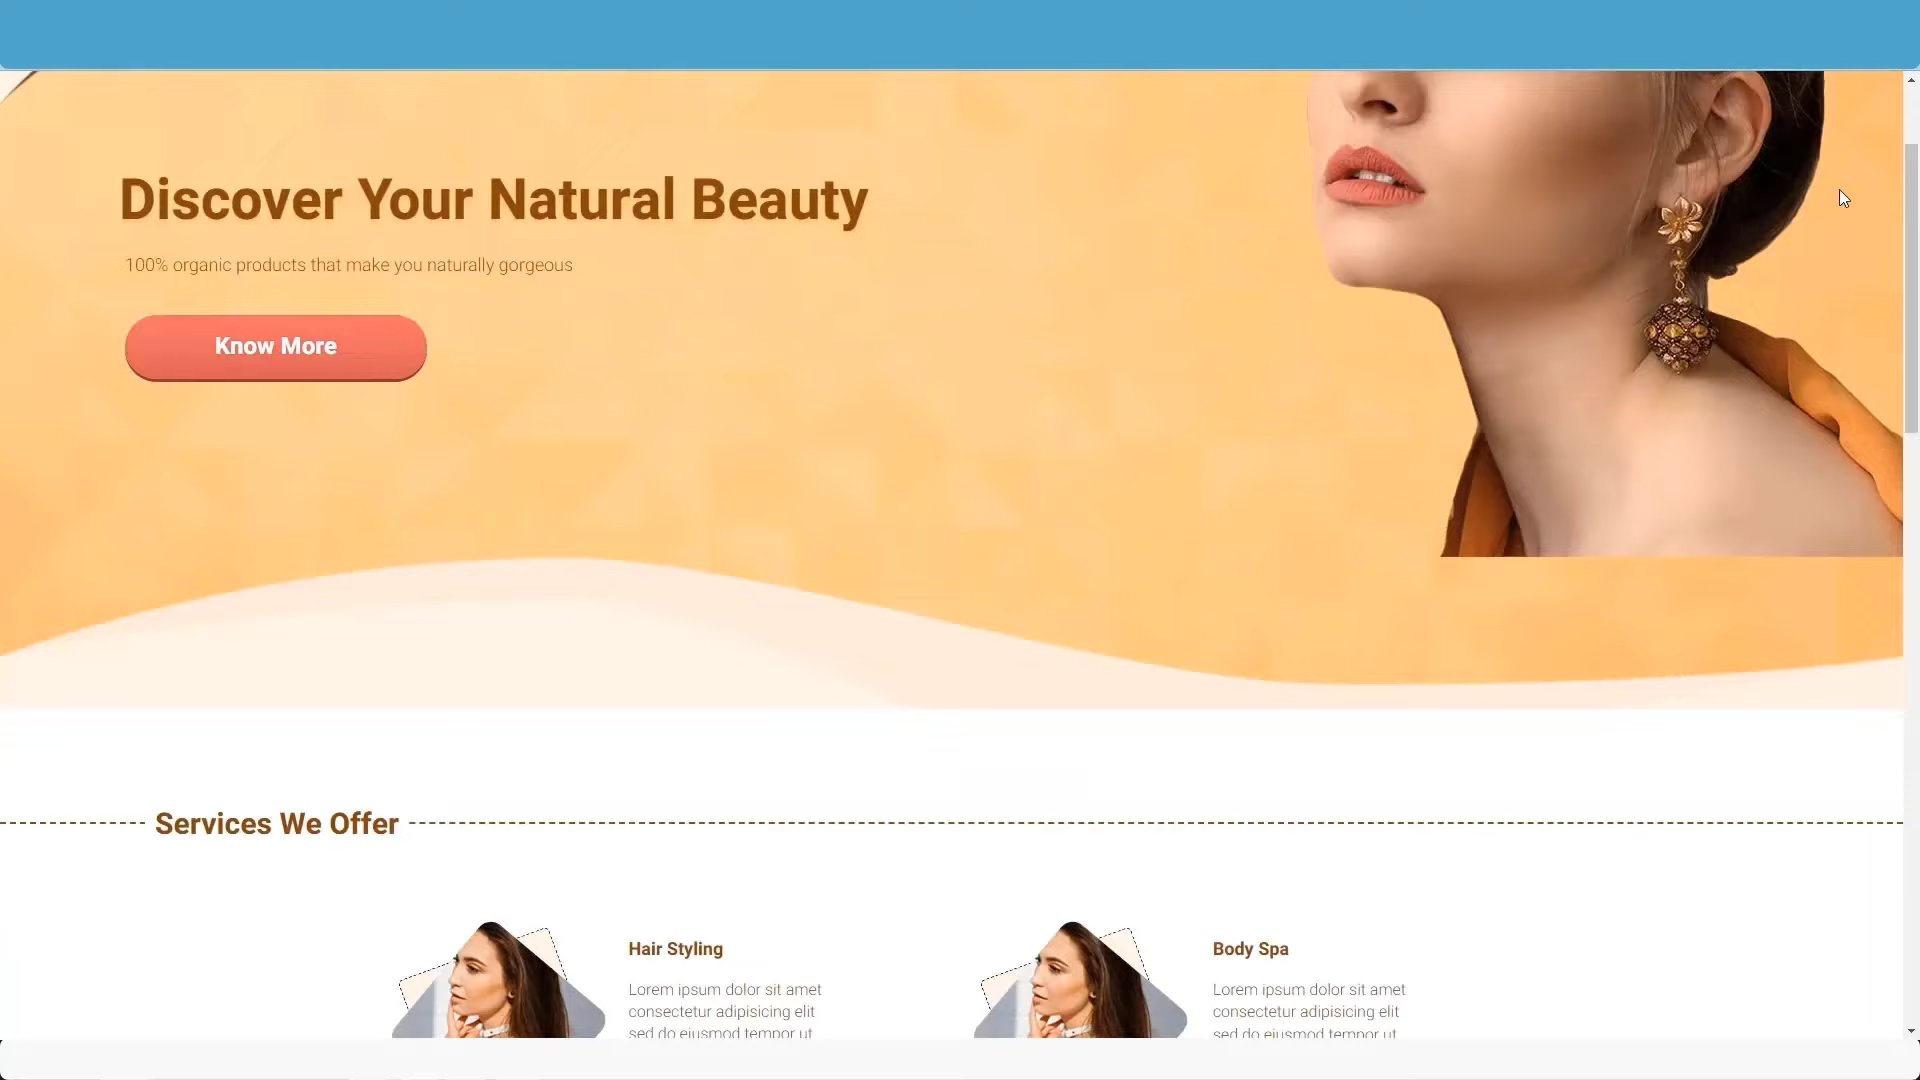 Discover Your Natural Beauty
100% organic products that make you naturally gorgeous
Know More
Services We Offer
Hair Styling
Lorem ipsum dolor sit amet
consectetur adipisicing elit
sed do eiusmod tempor ut
Body Spa
Lorem ipsum dolor sit amet
consectetur adipisicing elit
sed do eiusmod tempor ut